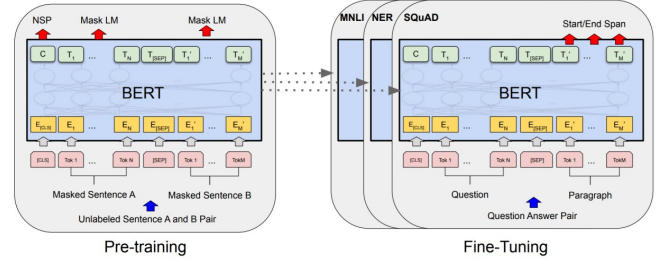 NSP Mask LM Mask LM
C T1 ... TN T[SEP] T1' ... TM'
BERT
E[CLS] E1 ... EN E[SEP] E1' ... EM'
[CLS] Tok 1 ... Tok N [SEP] Tok 1 ... TokM
Masked Sentence A Masked Sentence B
Unlabeled Sentence A and B Pair
Pre-training
MNLI NER SQuAD
Start/End Span
C T1 ... TN T[SEP] T1' ... TM'
BERT
E[CLS] E1 ... EN E[SEP] E1' ... EM'
[CLS] Tok 1 ... Tok N [SEP] Tok 1 ... TokM
Question Paragraph
Question Answer Pair
Fine-Tuning